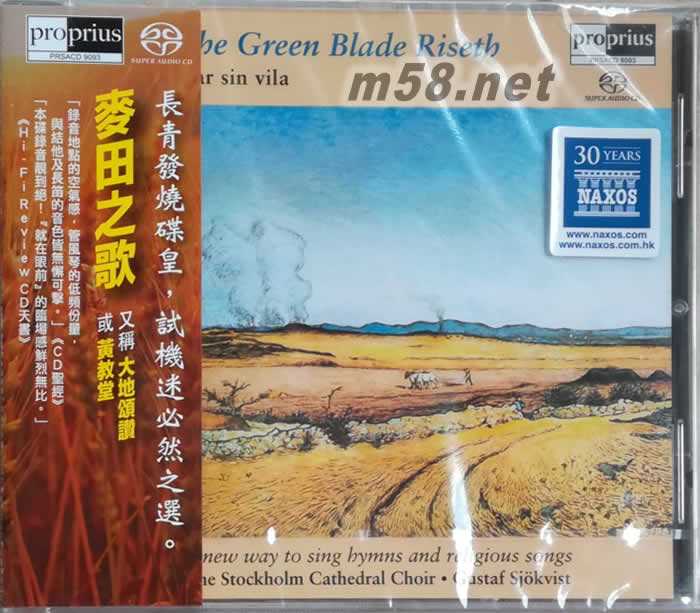 proprius
PRSACD 9093
SUPER AUDIO CD
長青發燒碟皇，試機迷必然之選。
麥田之歌
又稱 大地頌讚
或 黃教堂
「錄音地點的空氣感，管風琴的低頻份量，
與結他及長笛的音色皆無懈可擊。」《CD聖經》
「本碟錄音靚到絕！『就在眼前』的臨場感鮮烈無比。」
《Hi-Fi Review CD天書》
he Green Blade Riseth
ar sin vila
m58.net
proprius
PRSACD 9093
SUPER AUDIO CD
30 YEARS
NAXOS
www.naxos.com
www.naxos.com.hk
new way to sing hymns and religious songs
he Stockholm Cathedral Choir • Gustaf Sjökvist